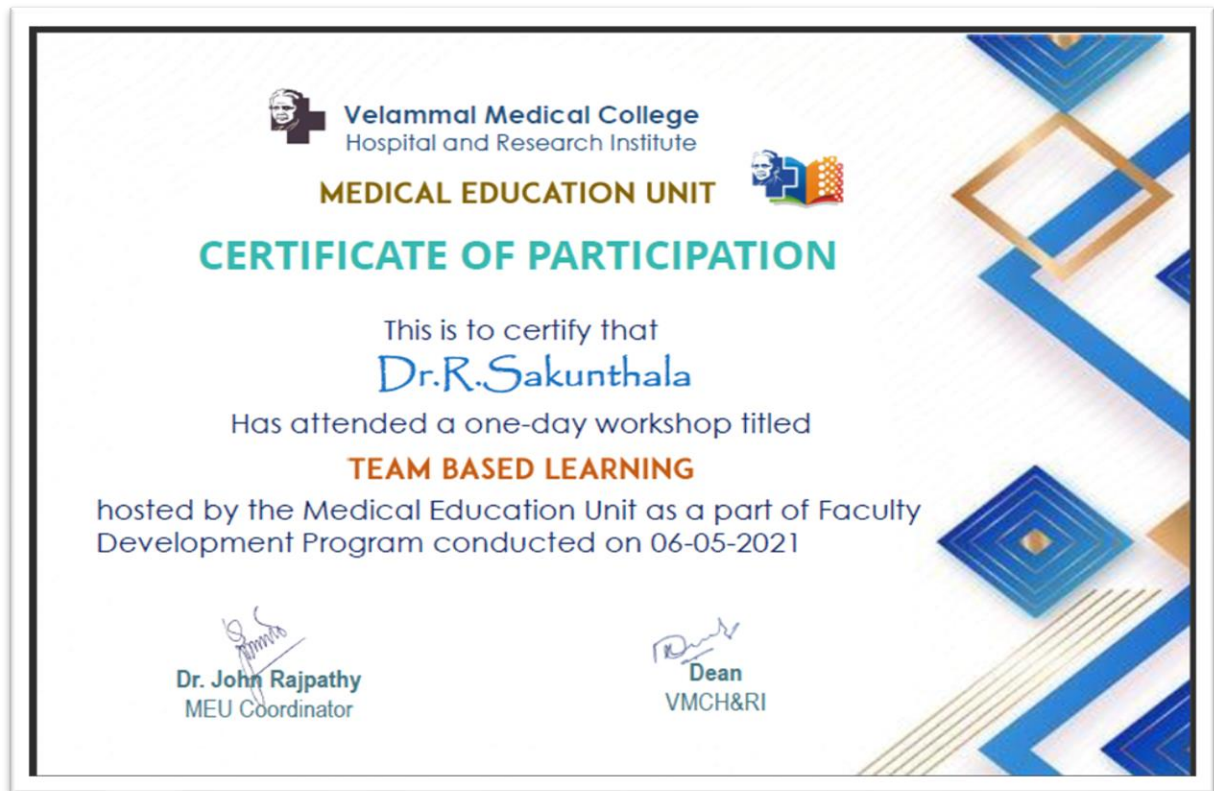 Velammal Medical College
Hospital and Research Institute
MEDICAL EDUCATION UNIT
CERTIFICATE OF PARTICIPATION
This is to certify that
Dr.R.Sakunthala
Has attended a one-day workshop titled
TEAM BASED LEARNING
hosted by the Medical Education Unit as a part of Faculty
Development Program conducted on 06-05-2021
Dr. John Rajpathy
MEU Coordinator
Dean
VMCH&RI